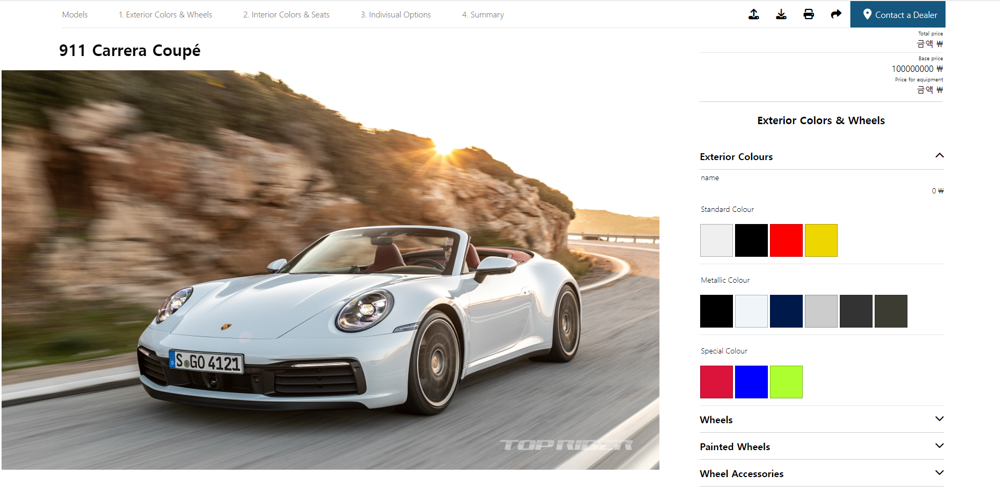 Models 1. Exterior Colors & Wheels 2. Interior Colors & Seats 3. Indivisual Options 4. Summary Contact a Dealer
911 Carrera Coupé
Total price
금액 ₩
Base price
100000000 ₩
Price for equipment
금액 ₩
Exterior Colors & Wheels
Exterior Colours
name
0 ₩
Standard Colour
Metallic Colour
Special Colour
Wheels
Painted Wheels
Wheel Accessories
S GO 4121
TOP RIDER